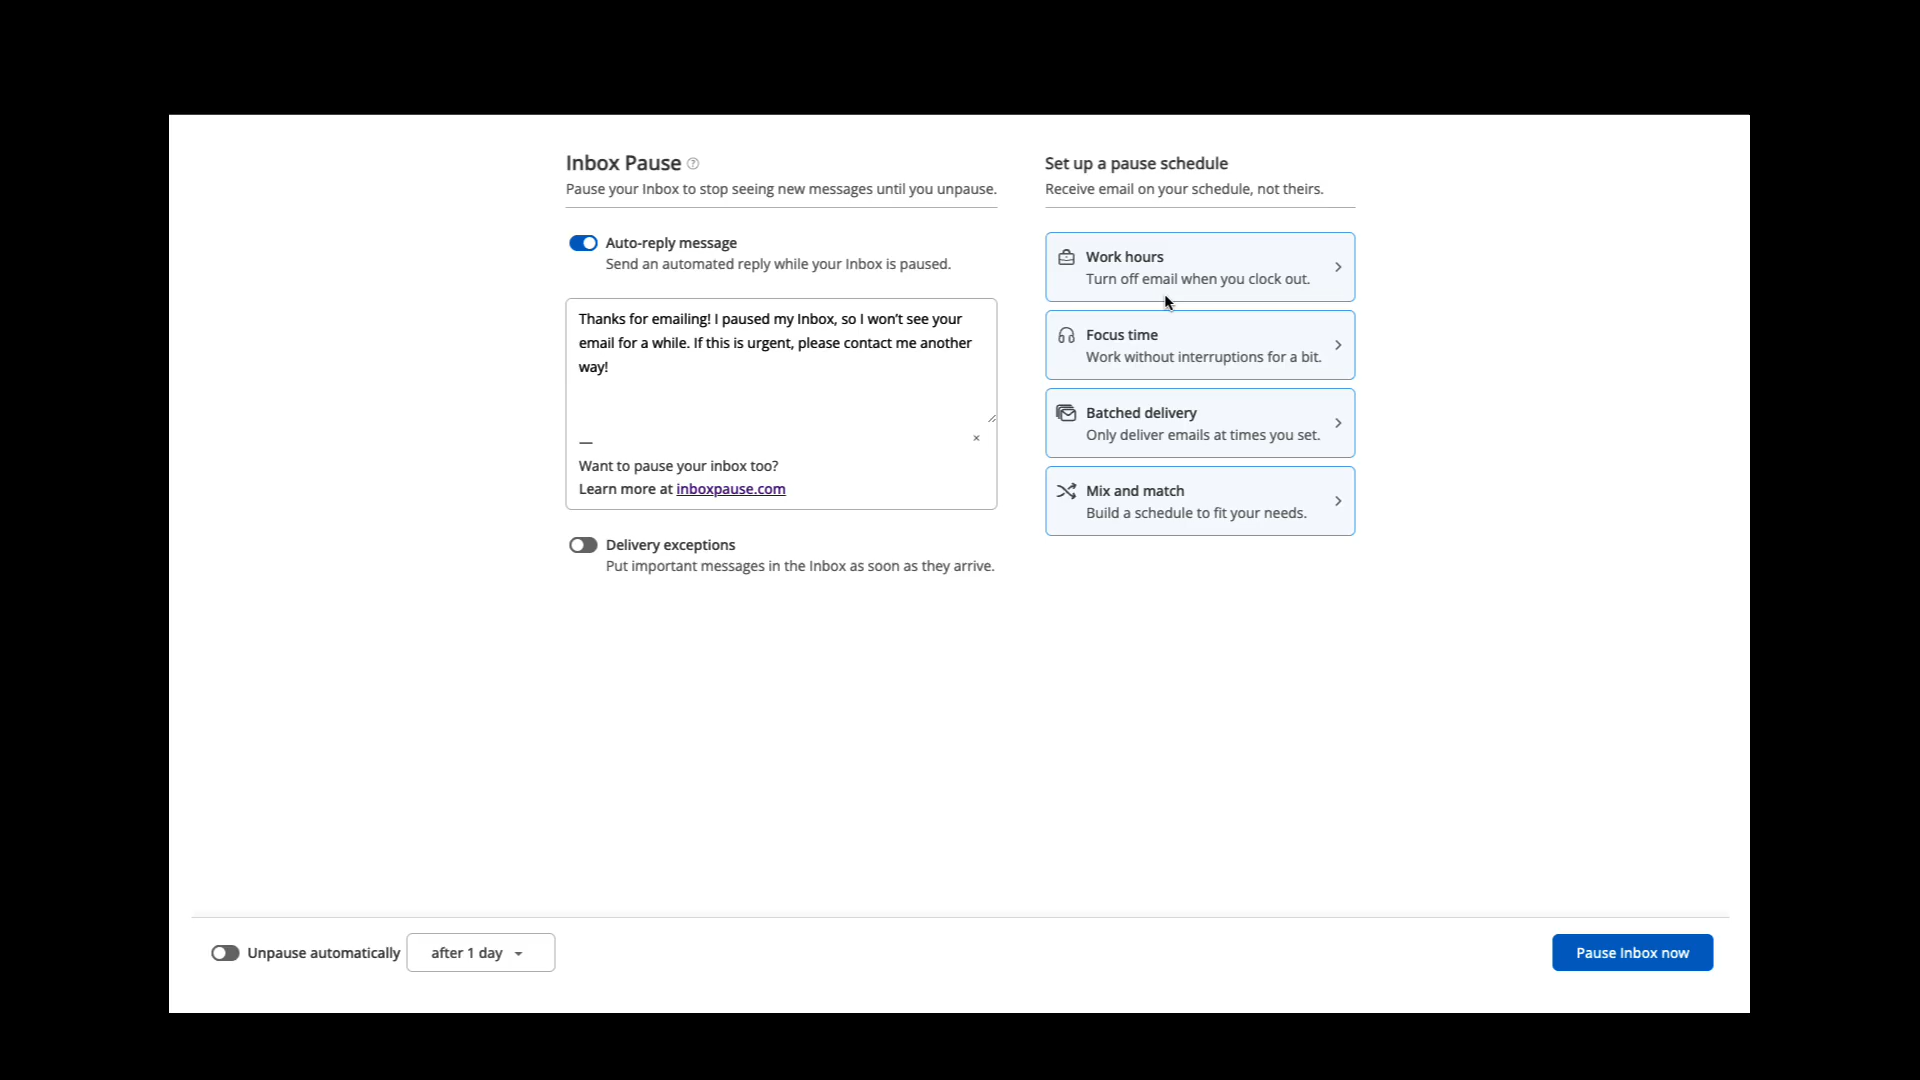 Inbox Pause
Pause your Inbox to stop seeing new messages until you unpause.
Auto-reply message
Send an automated reply while your Inbox is paused.
Thanks for emailing! I paused my Inbox, so I won't see your
email for a while. If this is urgent, please contact me another
way!
—
Want to pause your inbox too?
Learn more at inboxpause.com
Delivery exceptions
Put important messages in the Inbox as soon as they arrive.
Set up a pause schedule
Receive email on your schedule, not theirs.
Work hours
Turn off email when you clock out.
Focus time
Work without interruptions for a bit.
Batched delivery
Only deliver emails at times you set.
Mix and match
Build a schedule to fit your needs.
Unpause automatically
after 1 day
Pause Inbox now